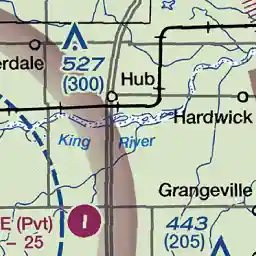 erdale
527
(300)
Hub
Hardwick
King River
Grangeville
E (Pvt)
I
– 25
443
(205)